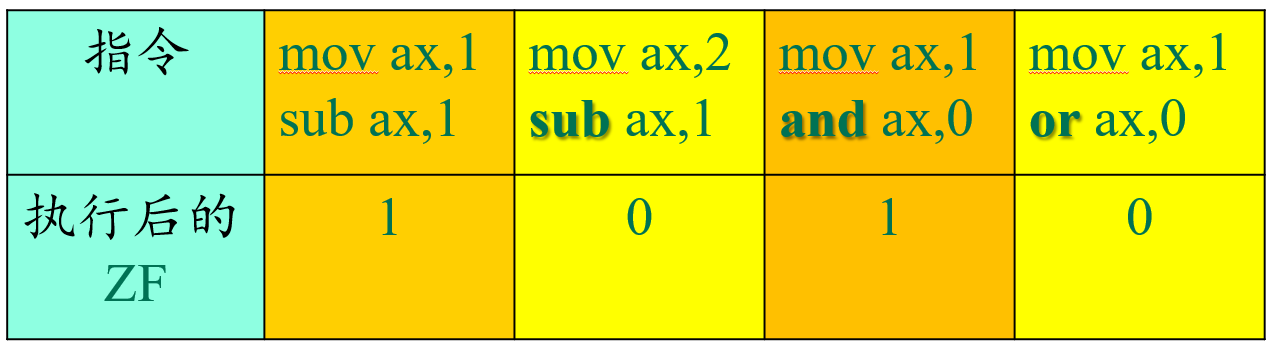 指令
mov ax,1
sub ax,1
mov ax,2
sub ax,1
mov ax,1
and ax,0
mov ax,1
or ax,0
执行后的
ZF
1
0
1
0